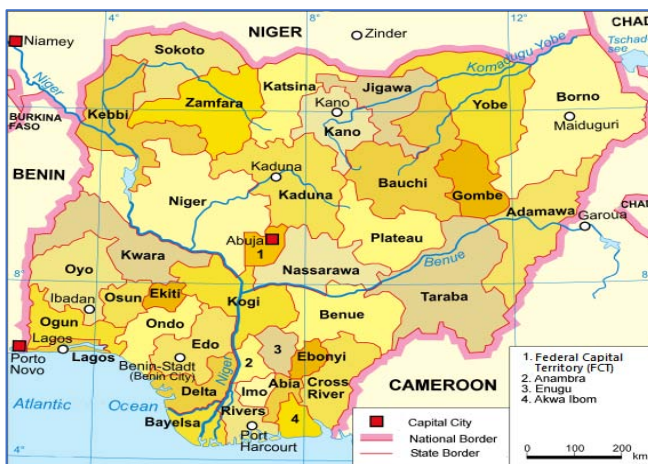 4°
8°
12°
NIGER
Zinder
CHAD
Niamey
Tschad-
see
Sokoto
Komadugu Yobe
Niger
Katsina
Jigawa
Kebbi
Zamfara
Kano
Yobe
Borno
BURKINA
FASO
Kano
Maiduguri
BENIN
Kaduna
Bauchi
Gombe
Niger
Kaduna
Adamawa
CHAD
Garoua
Abuja
1
Plateau
Kwara
Nassarawa
Benue
8°
Oyo
Taraba
Ibadan
Osun
Ekiti
Kogi
Benue
Ogun
Ondo
Edo
2
3
Ebonyi
Lagos
Lagos
Benin-Stadt
(Benin City)
Niger
Porto
Novo
Delta
Imo
Abia
Cross
River
CAMEROON
1. Federal Capital
Territory (FCT)
2. Anambra
3. Enugu
4. Akwa Ibom
Atlantic Ocean
Bayelsa
Rivers
4
Port
Harcourt
Capital City
National Border
State Border
0 100 200
km
4°